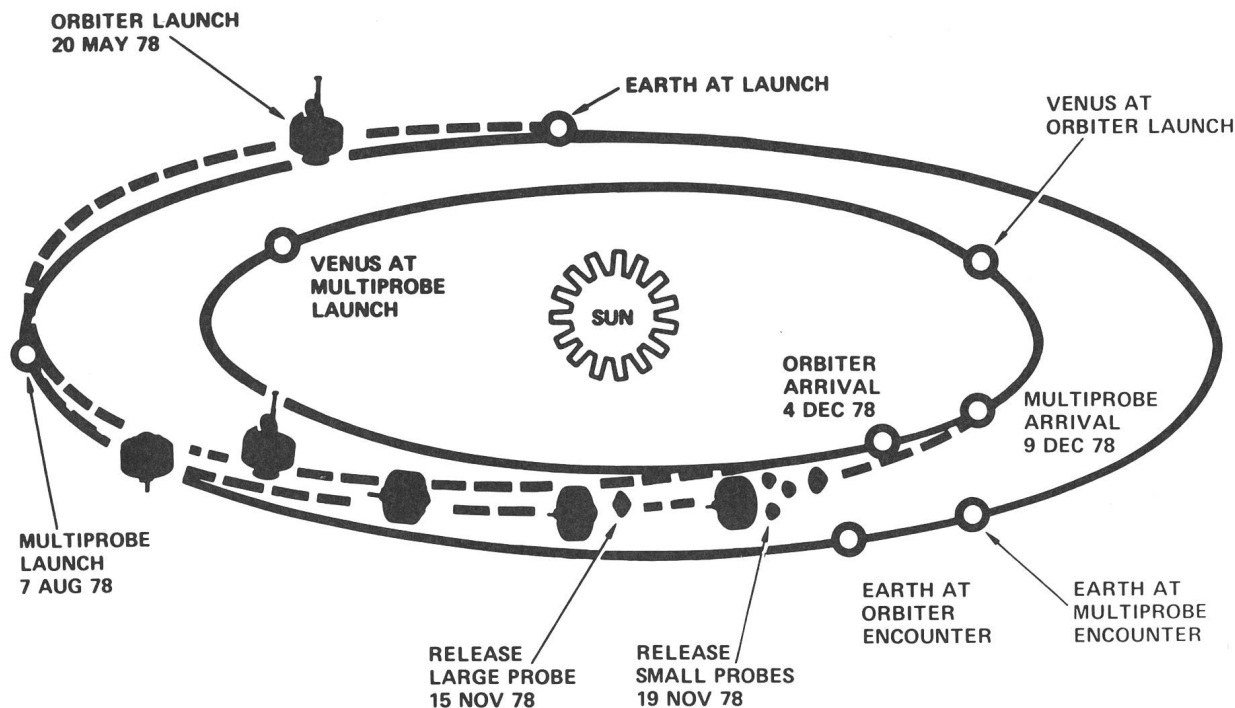 ORBITER LAUNCH
20 MAY 78
EARTH AT LAUNCH
VENUS AT
ORBITER LAUNCH
VENUS AT
MULTIPROBE
LAUNCH
SUN
ORBITER
ARRIVAL
4 DEC 78
MULTIPROBE
ARRIVAL
9 DEC 78
MULTIPROBE
LAUNCH
7 AUG 78
RELEASE
LARGE PROBE
15 NOV 78
RELEASE
SMALL PROBES
19 NOV 78
EARTH AT
ORBITER
ENCOUNTER
EARTH AT
MULTIPROBE
ENCOUNTER